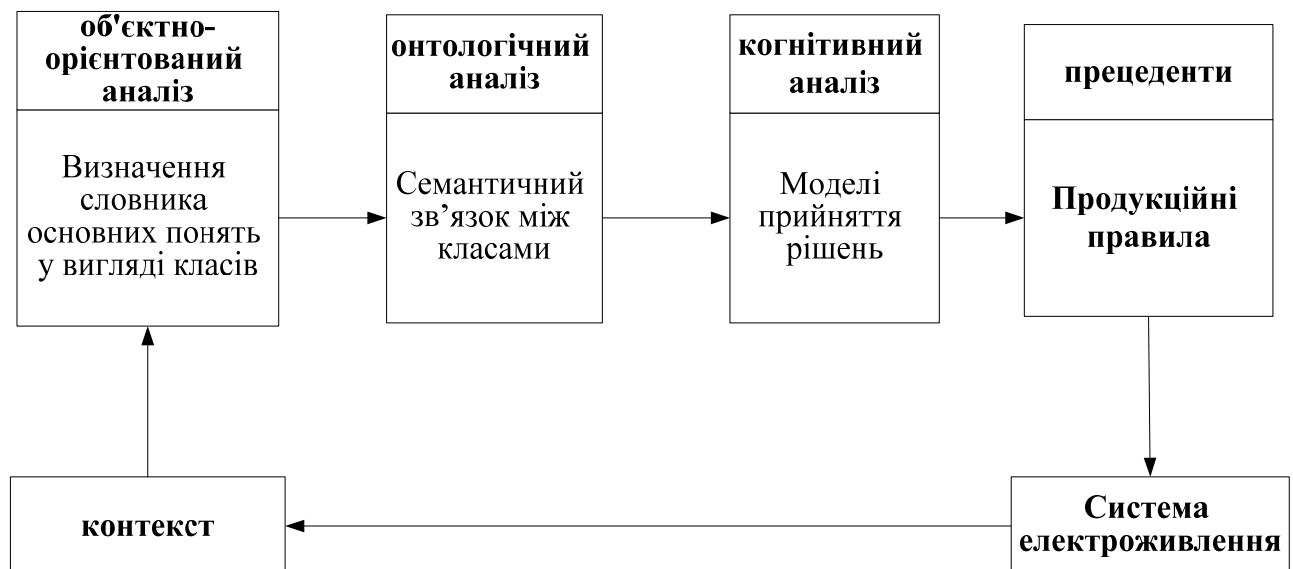 об'єктно-
орієнтований
аналіз
Визначення
словника
основних понять
у вигляді класів
онтологічний
аналіз
Семантичний
зв’язок між
класами
когнітивний
аналіз
Моделі
прийняття
рішень
прецеденти
Продукційні
правила
контекст
Система
електроживлення